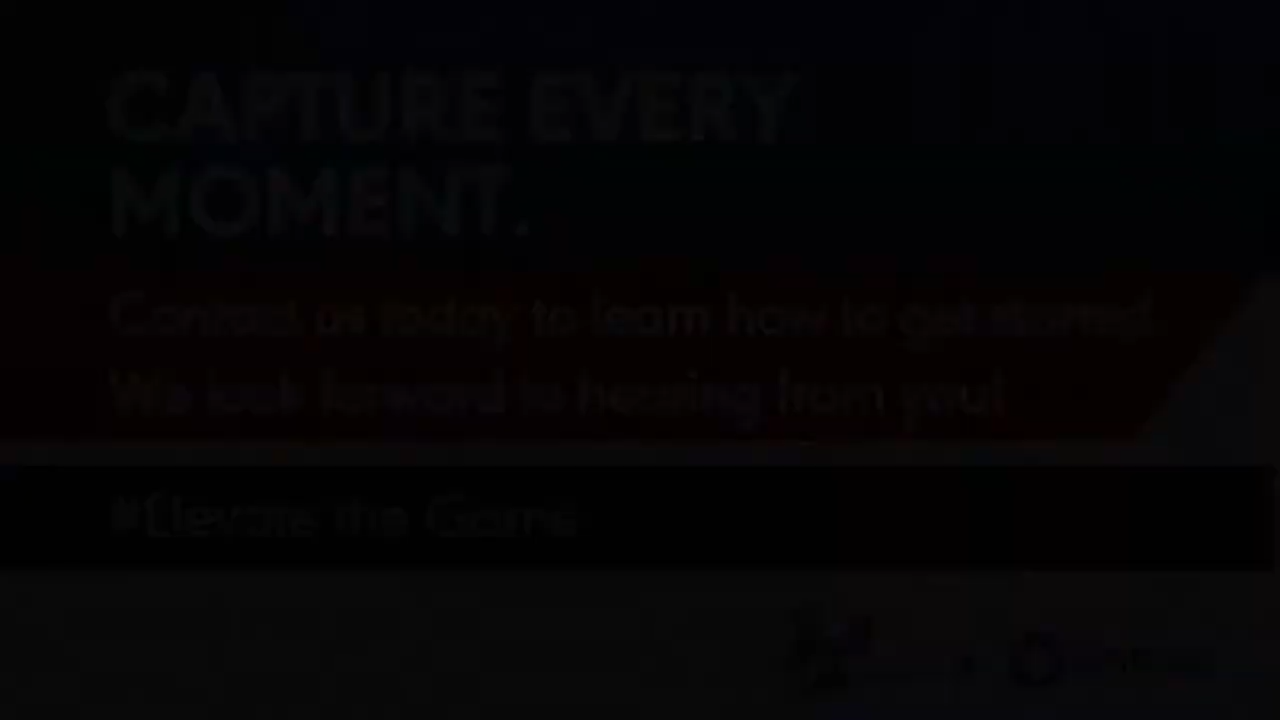 CAPTURE EVERY
MOMENT.
Contact us today to learn how to get started
We look forward to hearing from you!
#Elevate the Game